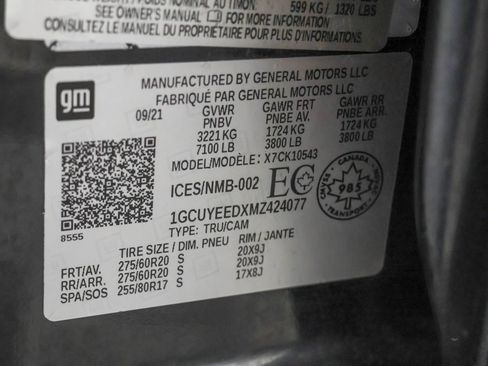 599 KG / 1320 LBS
SEE OWNER'S MANUAL FOR MORE INFORMATION
CONSULTEZ LE MANUEL DU PROPRIÉTAIRE POUR PLUS D'INFORMATIONS
gm
MANUFACTURED BY GENERAL MOTORS LLC
FABRIQUÉ PAR GENERAL MOTORS LLC
09/21 GVWR GAWR FRT GAWR RR
PNBV PNBE AV. PNBE ARR.
3221 KG 1724 KG 1724 KG
7100 LB 3800 LB 3800 LB
MODEL/MODÈLE: X7CK10543
ICES/NMB-002 EC
CANADA
985
TRANSPORT
1GCUYEEDXMZ424077
TYPE: TRU/CAM
8555
TIRE SIZE / DIM. PNEU RIM / JANTE
FRT/AV. 275/60R20 S 20X9J
RR/ARR. 275/60R20 S 20X9J
SPA/SOS 255/80R17 S 17X8J